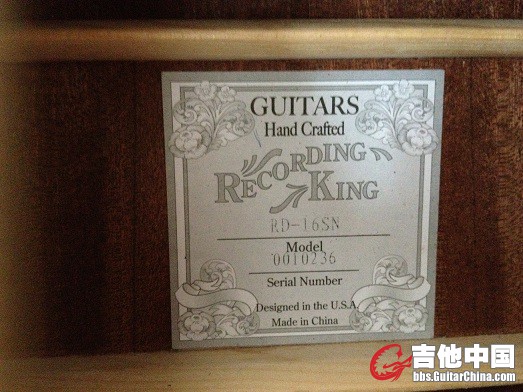 GUITARS
Hand Crafted
RECORDING
KING
RD-16SN
Model
0010236
Serial Number
Designed in the U.S.A.
Made in China
吉他中国
bbs.GuitarChina.com